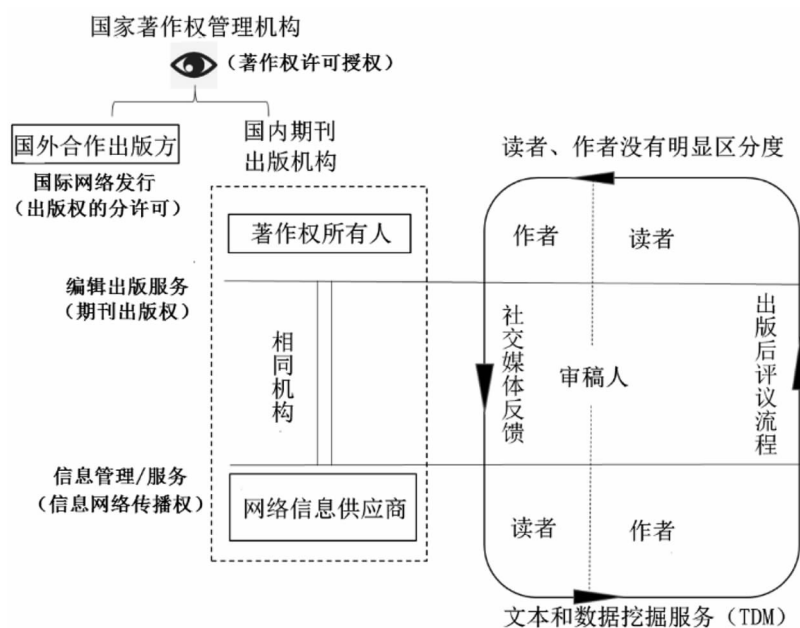 国家著作权管理机构
（著作权许可授权）
国外合作出版方
国际网络发行
（出版权的分许可）
国内期刊
出版机构
著作权所有人
编辑出版服务
（期刊出版权）
相同机构
信息管理/服务
（信息网络传播权）
网络信息供应商
读者、作者没有明显区分度
作者
读者
社交媒体反馈
审稿人
出版后评议流程
读者
作者
文本和数据挖掘服务（TDM）